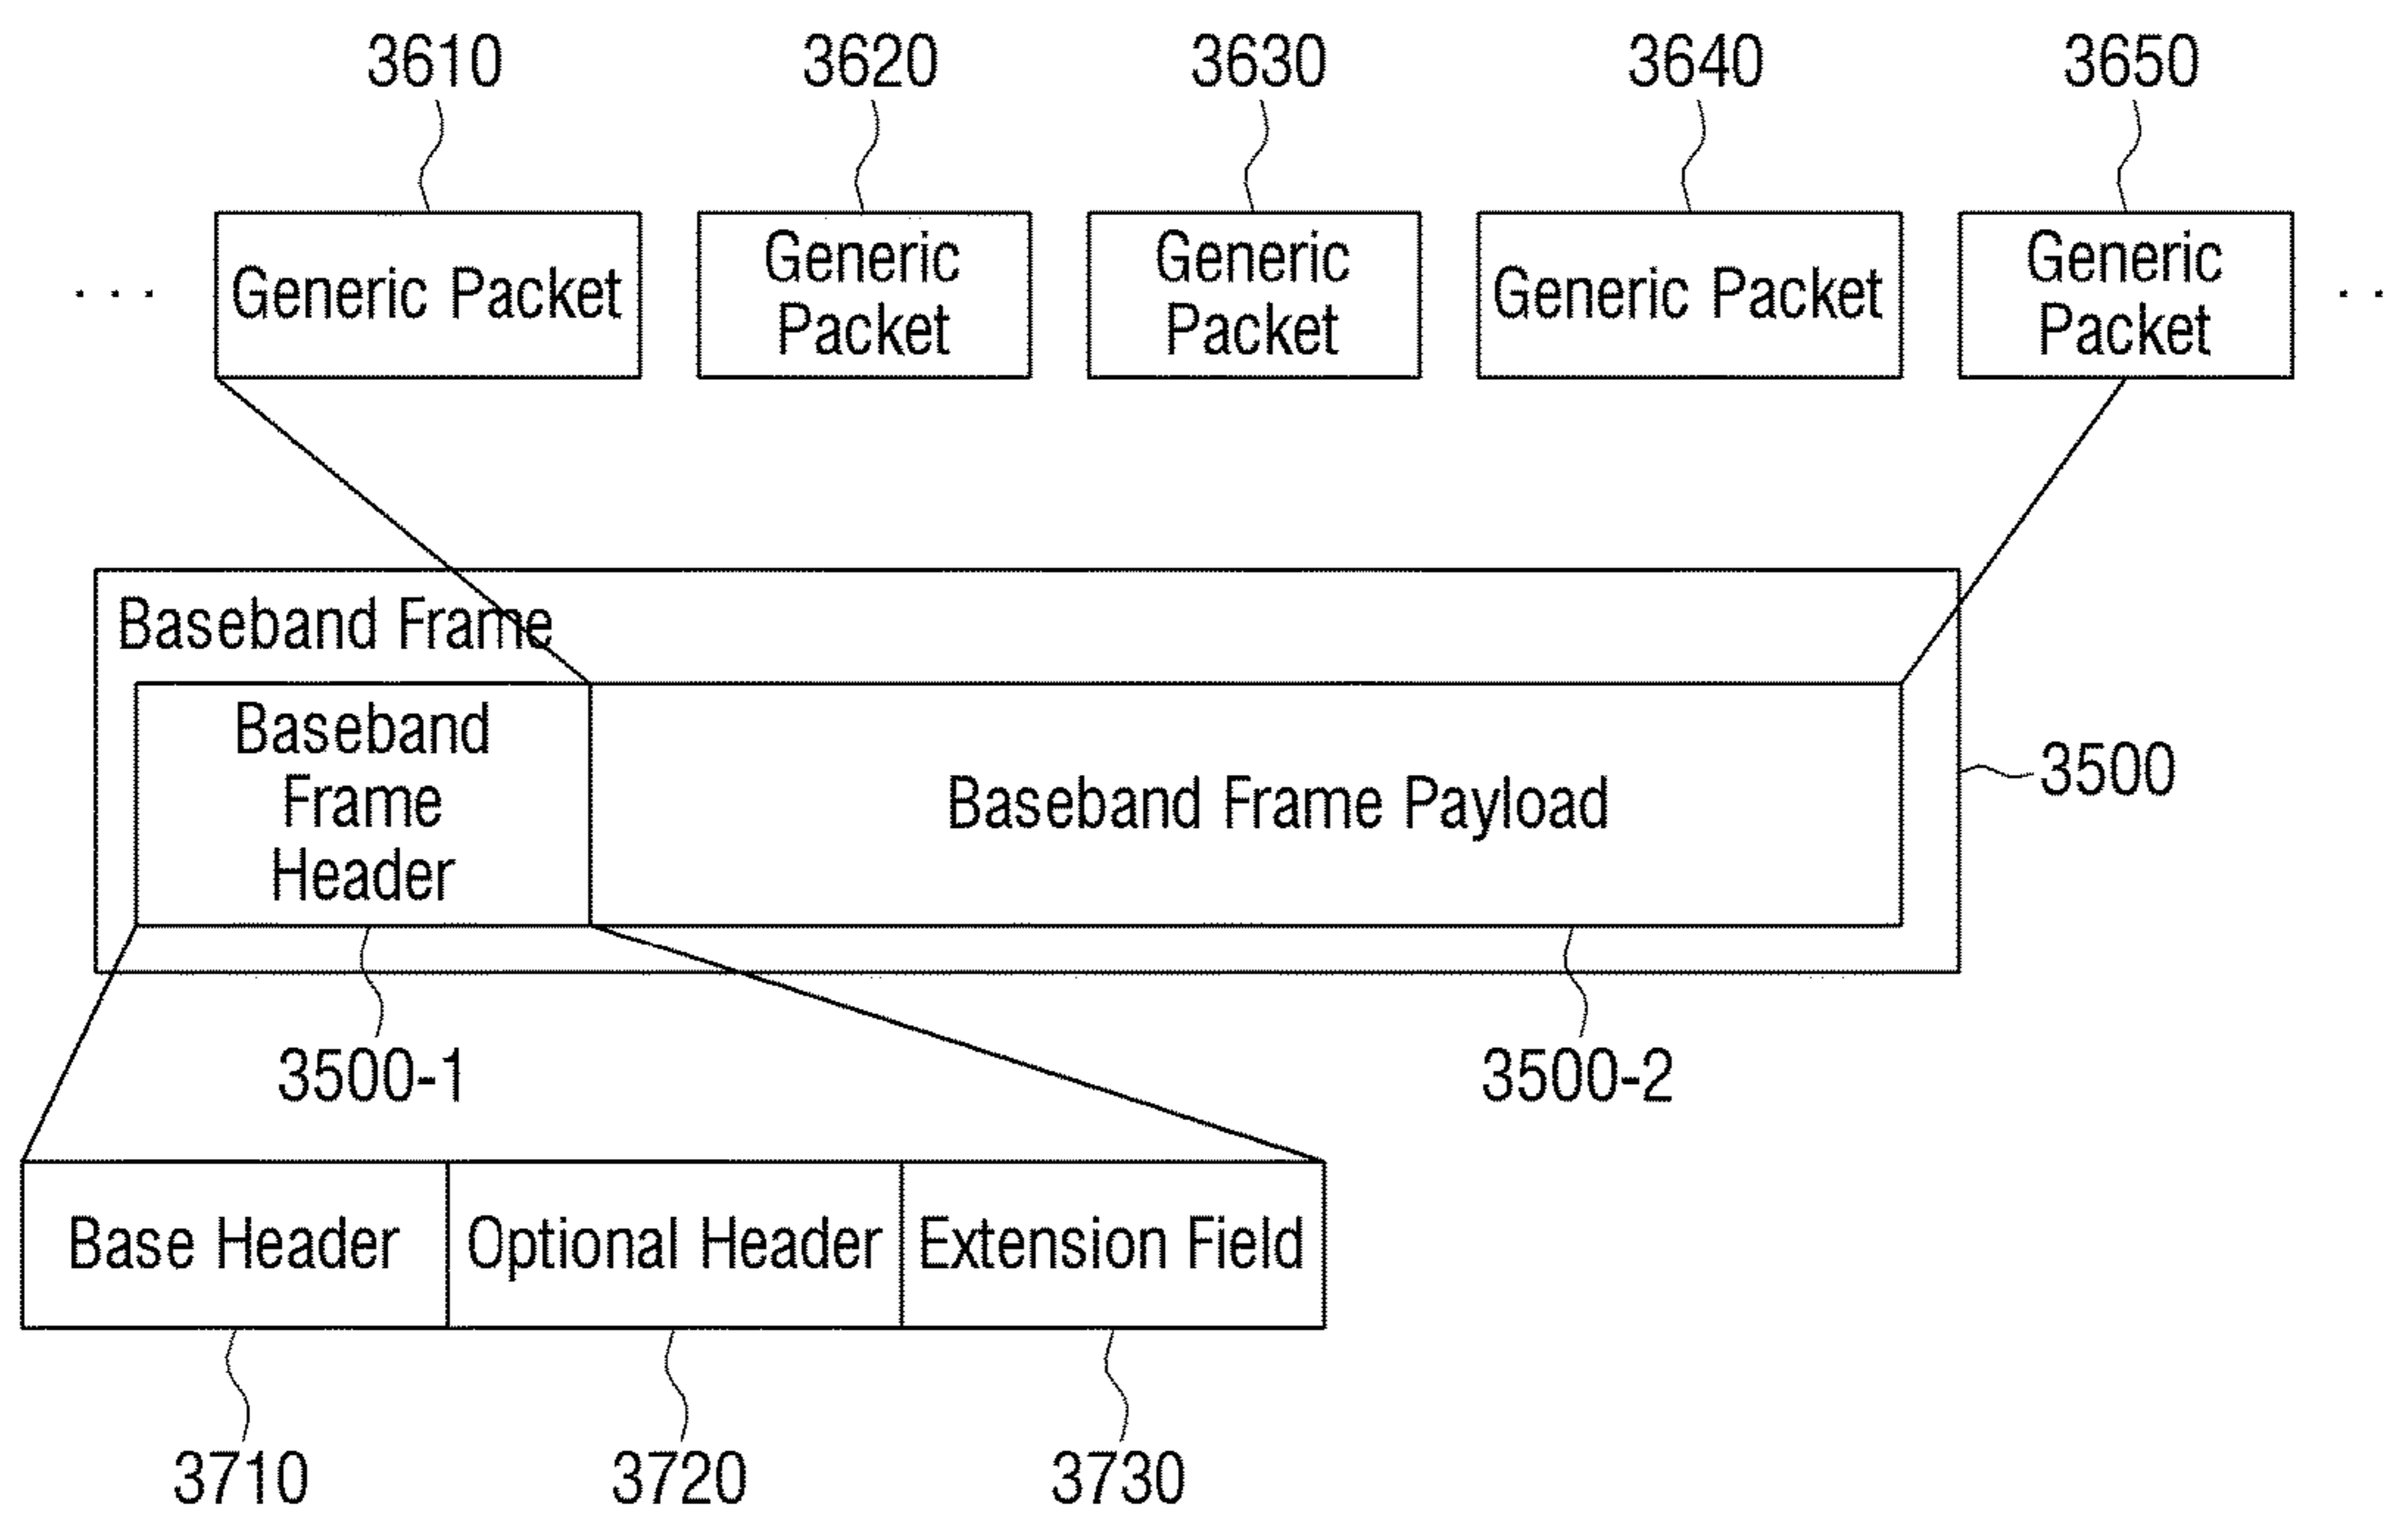 3610 3620 3630 3640 3650
Generic Packet
Generic
Packet
Generic
Packet
Generic Packet
Generic
Packet
Baseband Frame
Baseband
Frame
Header
Baseband Frame Payload
3500
3500-1
3500-2
Base Header
Optional Header
Extension Field
3710
3720
3730